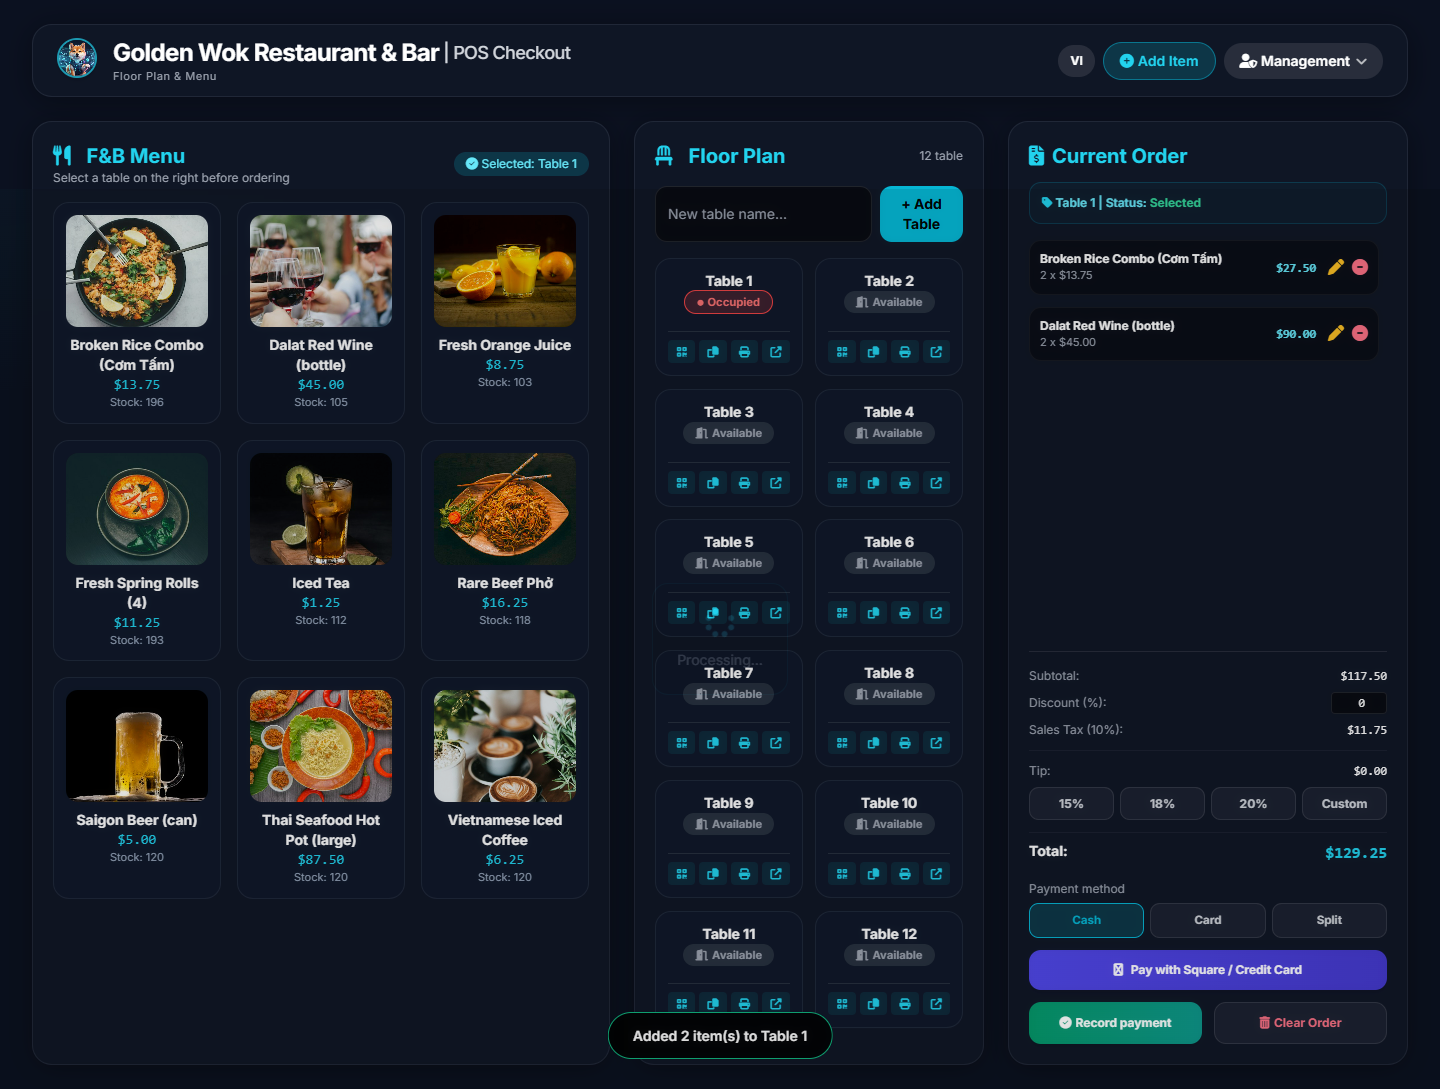 Golden Wok Restaurant & Bar | POS Checkout
Floor Plan & Menu
VI
Add Item
Management
F&B Menu
Select a table on the right before ordering
Selected: Table 1
Broken Rice Combo
(Cơm Tấm)
$13.75
Stock: 196
Dalat Red Wine
(bottle)
$45.00
Stock: 105
Fresh Orange Juice
$8.75
Stock: 103
Fresh Spring Rolls
(4)
$11.25
Stock: 193
Iced Tea
$1.25
Stock: 112
Rare Beef Phở
$16.25
Stock: 118
Saigon Beer (can)
$5.00
Stock: 120
Thai Seafood Hot
Pot (large)
$87.50
Stock: 120
Vietnamese Iced
Coffee
$6.25
Stock: 120
Floor Plan
12 table
New table name...
+ Add
Table
Table 1
Occupied
Table 2
Available
Table 3
Available
Table 4
Available
Table 5
Available
Table 6
Available
Processing...
Table 7
Available
Table 8
Available
Table 9
Available
Table 10
Available
Table 11
Available
Table 12
Available
Added 2 item(s) to Table 1
Current Order
Table 1 | Status: Selected
Broken Rice Combo (Cơm Tấm)
2 x $13.75
$27.50
Dalat Red Wine (bottle)
2 x $45.00
$90.00
Subtotal: $117.50
Discount (%): 0
Sales Tax (10%): $11.75
Tip: $0.00
15% 18% 20% Custom
Total: $129.25
Payment method
Cash Card Split
Pay with Square / Credit Card
Record payment
Clear Order